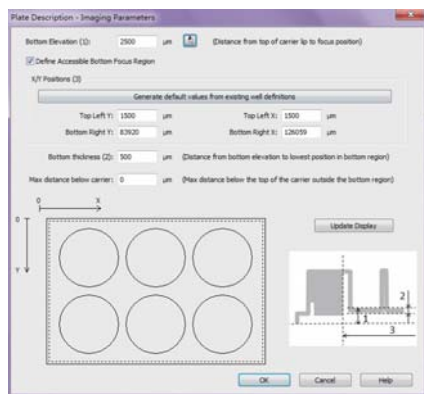 Plate Description - Imaging Parameters
Bottom Elevation (1): 2500 µm (Distance from top of carrier lip to focus position)
Define Accessible Bottom Focus Region
X/Y Positions (3)
Generate default values from existing well definitions
Top Left Y: 1500 µm Top Left X: 1500 µm
Bottom Right Y: 83920 µm Bottom Right X: 126059 µm
Bottom thickness (2): 500 µm (Distance from bottom elevation to lowest position in bottom region)
Max distance below carrier: 0 µm (Max distance below the top of the carrier outside the bottom region)
0 X
0
Y
Update Display
2
1
3
OK Cancel Help